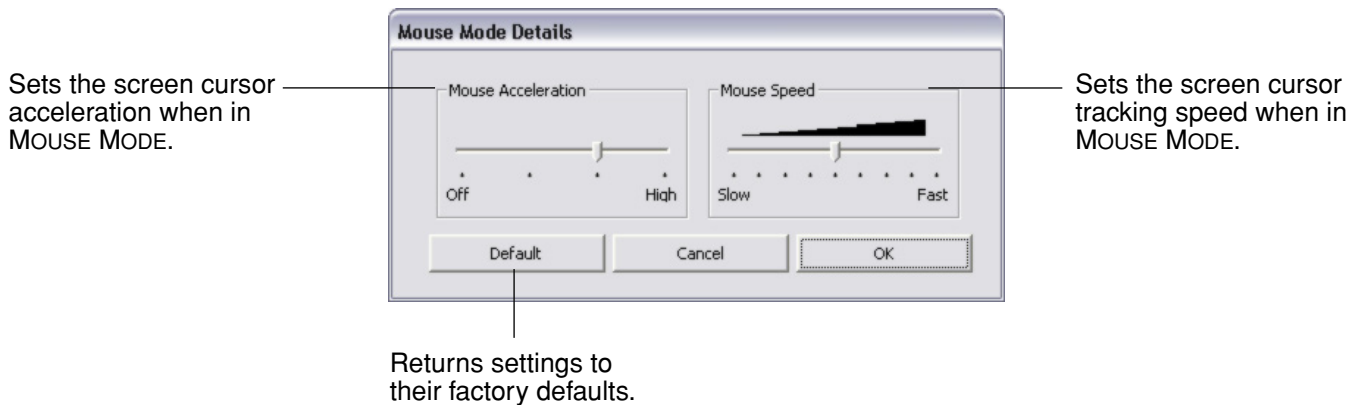 Mouse Mode Details
Sets the screen cursor
acceleration when in
MOUSE MODE.
Mouse Acceleration
Mouse Speed
Sets the screen cursor
tracking speed when in
MOUSE MODE.
Off
High
Slow
Fast
Default
Cancel
OK
Returns settings to
their factory defaults.